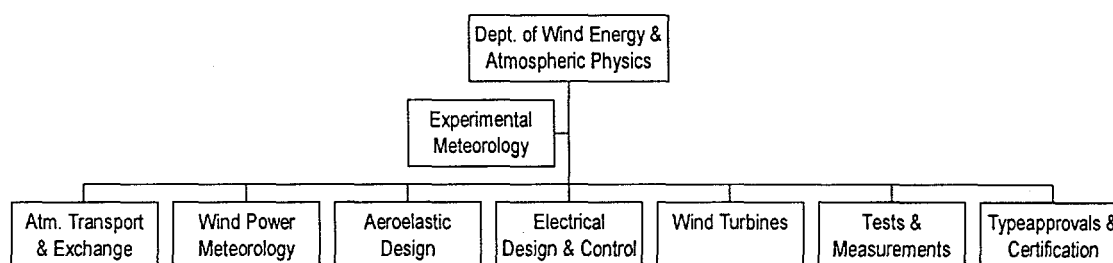 Dept. of Wind Energy &
Atmospheric Physics
Experimental
Meteorology
Atm. Transport
& Exchange
Wind Power
Meteorology
Aeroelastic
Design
Electrical
Design & Control
Wind Turbines
Tests &
Measurements
Typeapprovals &
Certification